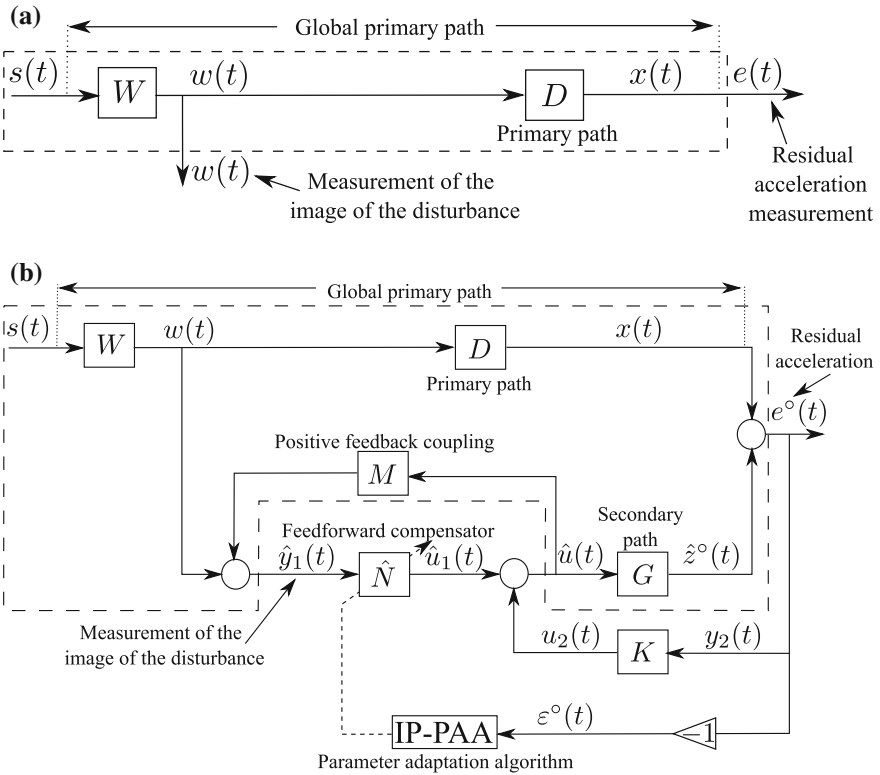 (a)
Global primary path
s(t)
W
w(t)
D
x(t)
e(t)
Primary path
w(t)
Measurement of the
image of the disturbance
Residual
acceleration
measurement
(b)
Global primary path
s(t)
W
w(t)
D
x(t)
Primary path
Residual
acceleration
e°(t)
Positive feedback coupling
M
Feedforward compensator
Secondary
path
ŷ₁(t)
N̂
û₁(t)
û(t)
G
ẑ°(t)
Measurement of the
image of the disturbance
u₂(t)
K
y₂(t)
IP-PAA
ε°(t)
−1
Parameter adaptation algorithm